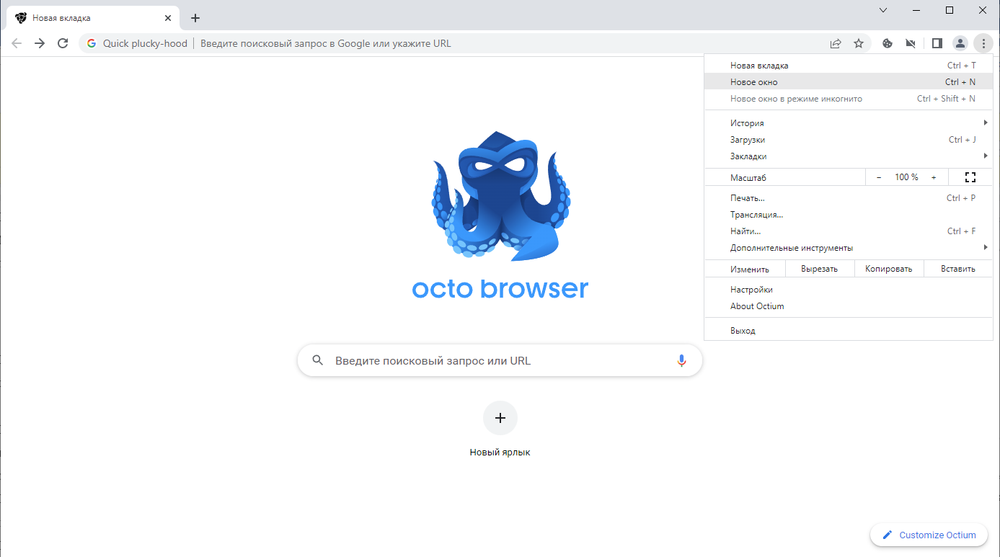 Новая вкладка
Quick plucky-hood | Введите поисковый запрос в Google или укажите URL
Новая вкладка Ctrl + T
Новое окно Ctrl + N
Новое окно в режиме инкогнито Ctrl + Shift + N
История
Загрузки Ctrl + J
Закладки
Масштаб − 100 % +
Печать... Ctrl + P
Трансляция...
Найти... Ctrl + F
Дополнительные инструменты
Изменить Вырезать Копировать Вставить
Настройки
About Octium
Выход
octo browser
Введите поисковый запрос или URL
Новый ярлык
Customize Octium